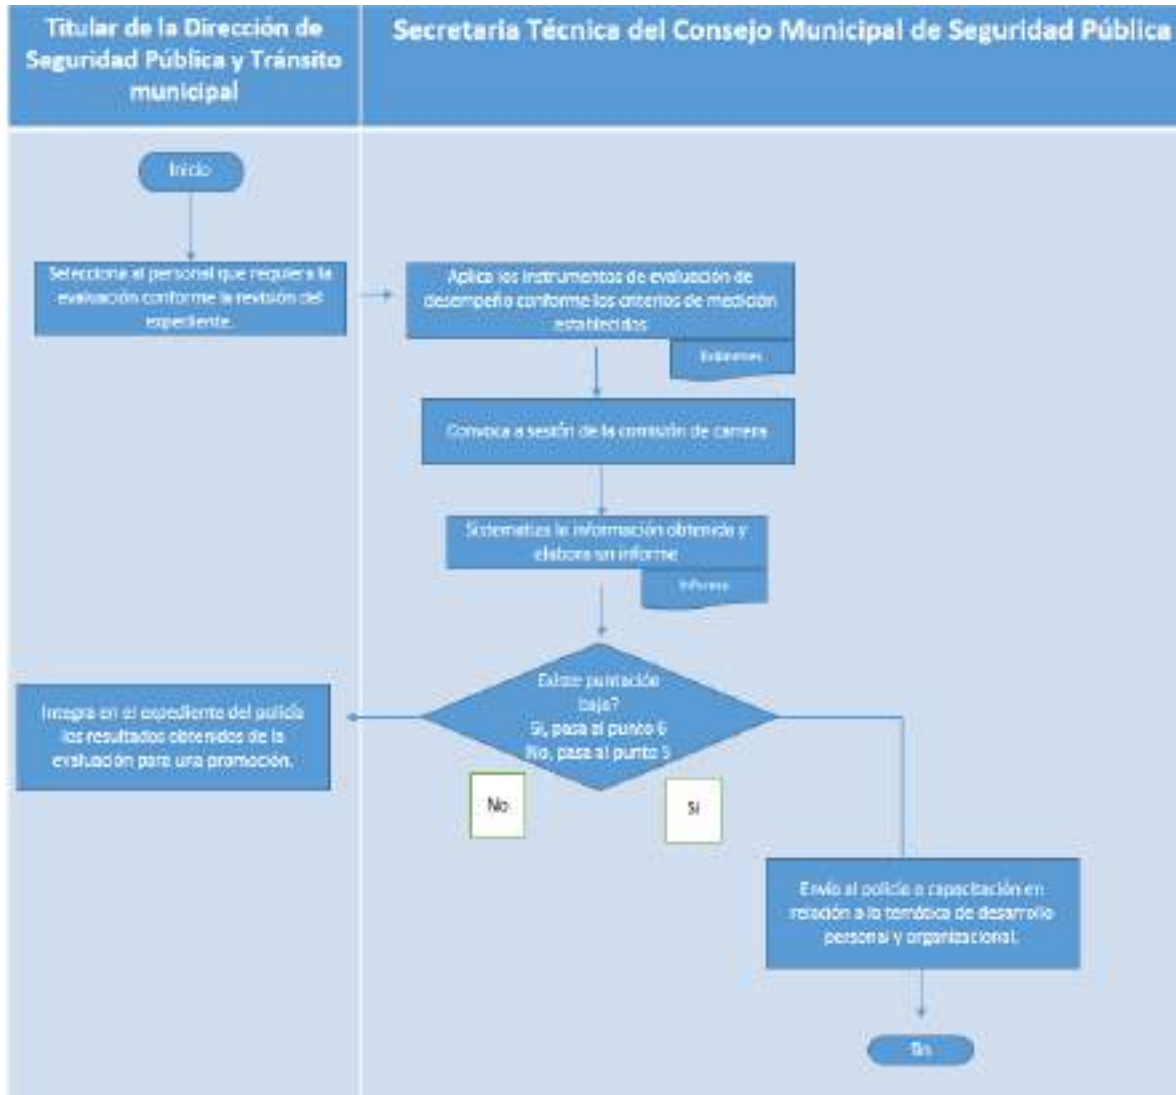 Titular de la Dirección de
Seguridad Pública y Tránsito
municipal
Secretaria Técnica del Consejo Municipal de Seguridad Pública
Inicio
Selecciona al personal que requiera la
evaluación conforme la revisión del
expediente.
Aplica los instrumentos de evaluación de
desempeño conforme los criterios de medición
establecidos
Exámenes
Convoca a sesión de la comisión de carrera
Sistematiza la información obtenida y
elabora un informe
Informe
Existe puntación
baja?
Si, pasa al punto 6
No, pasa al punto 5
Integra en el expediente del policía
los resultados obtenidos de la
evaluación para una promoción.
No
Si
Envío al policía a capacitación en
relación a la temática de desarrollo
personal y organizacional.
Fin